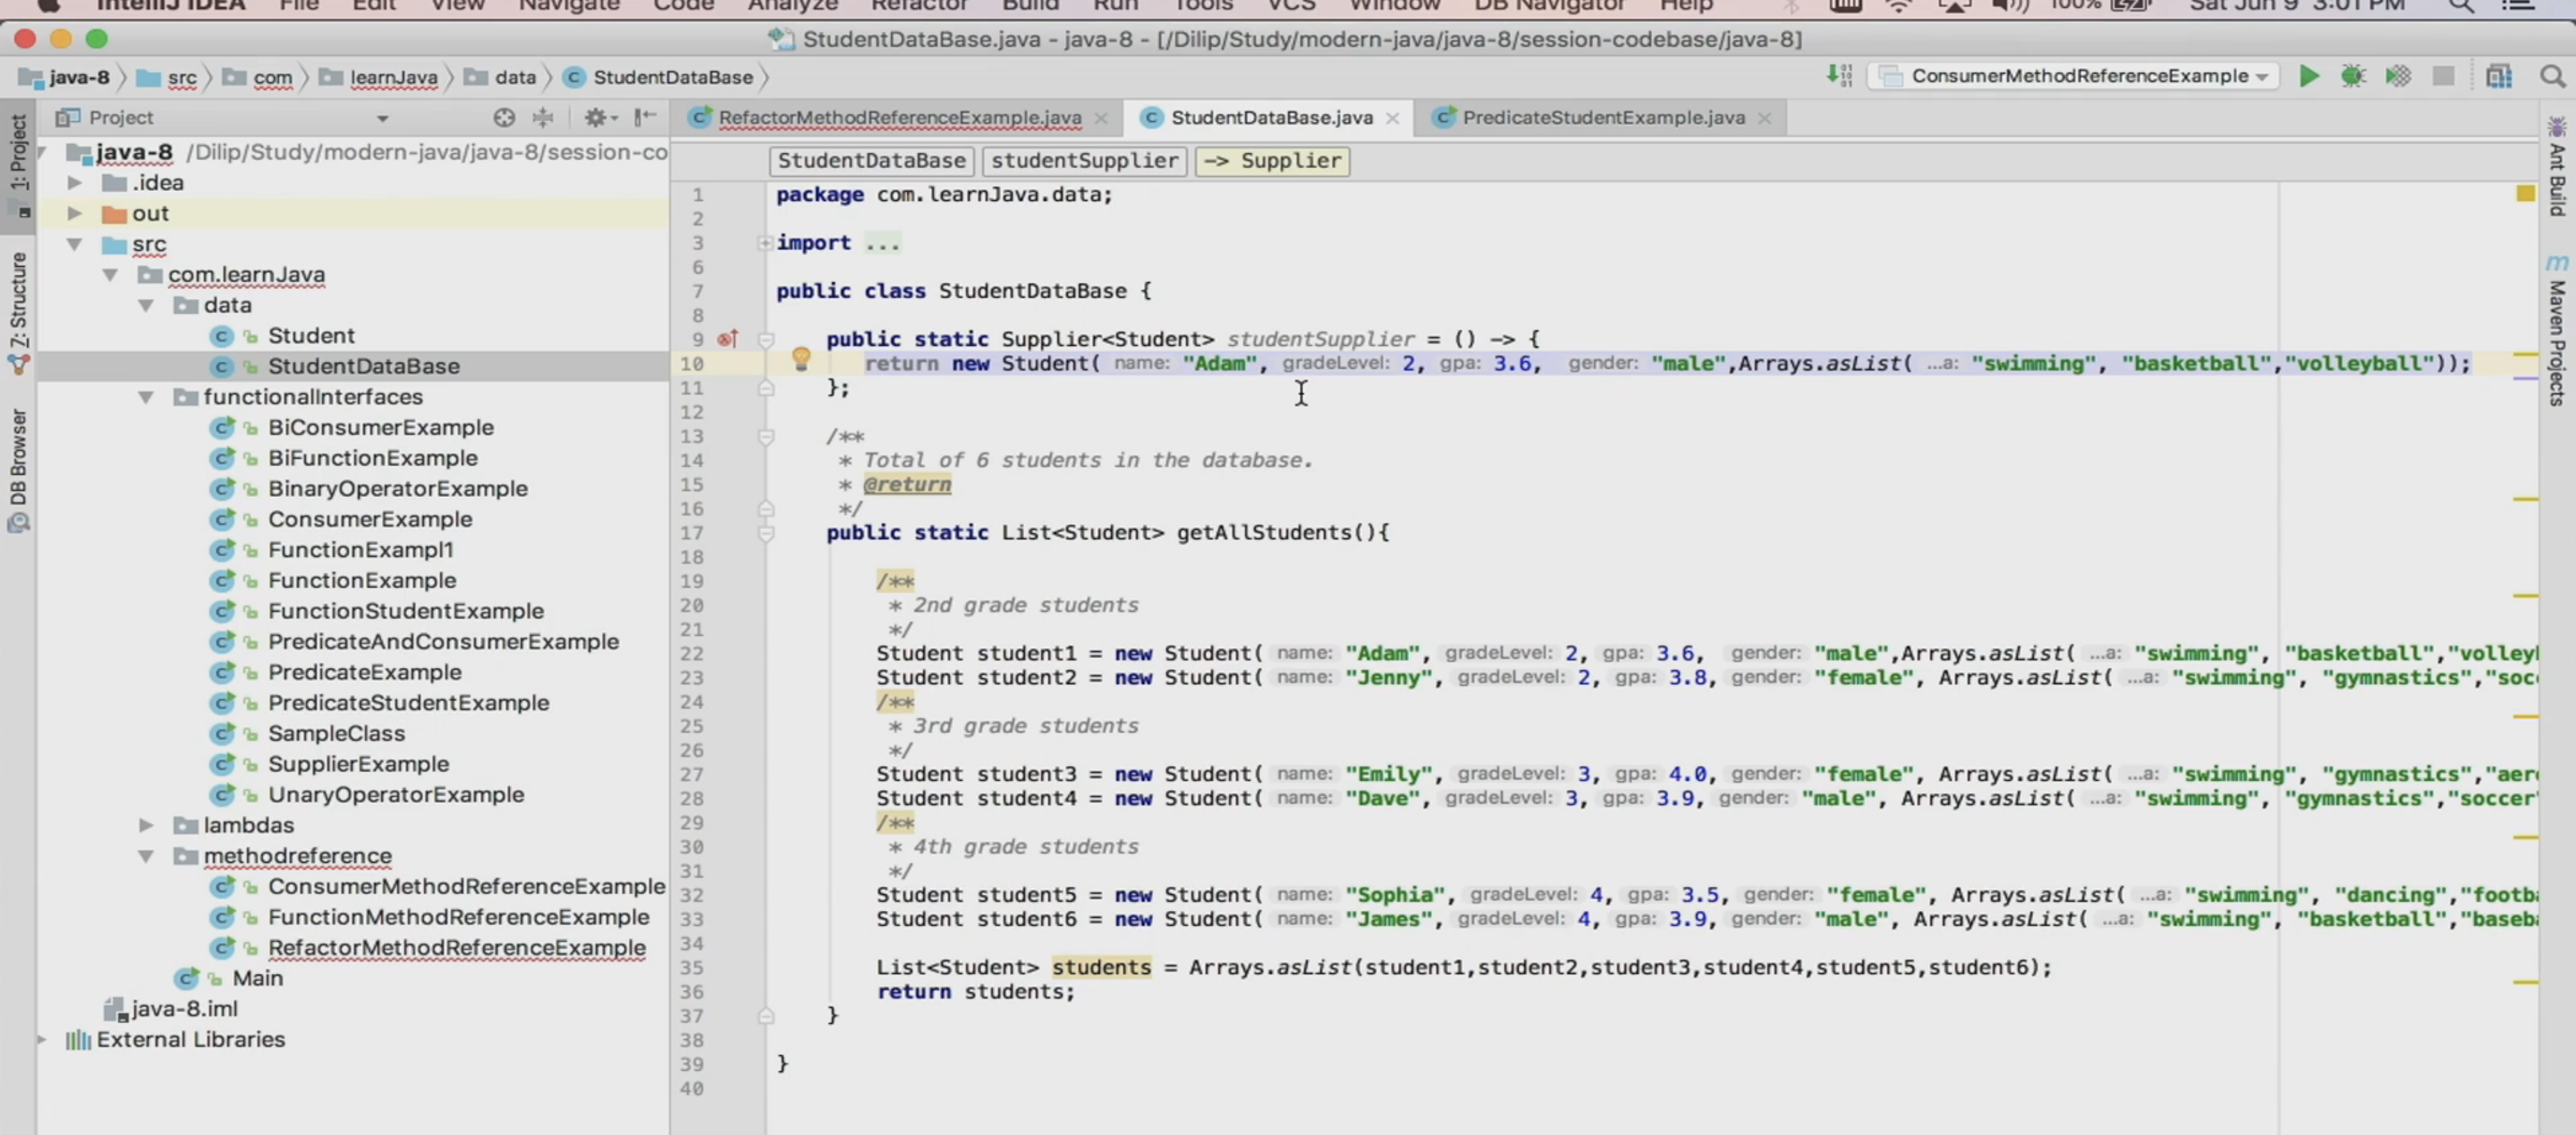 IntelliJ IDEA File Edit View Navigate Code Analyze Refactor Build Run Tools VCS Window DB Navigator Help 100% Sat Jun 9 3:01 PM
StudentDataBase.java - java-8 - [/Dilip/Study/modern-java/java-8/session-codebase/java-8]
java-8 src com learnJava data StudentDataBase ConsumerMethodReferenceExample
1: Project
Z: Structure
DB Browser
Project
java-8 /Dilip/Study/modern-java/java-8/session-co
.idea
out
src
com.learnJava
data
Student
StudentDataBase
functionalInterfaces
BiConsumerExample
BiFunctionExample
BinaryOperatorExample
ConsumerExample
FunctionExampl1
FunctionExample
FunctionStudentExample
PredicateAndConsumerExample
PredicateExample
PredicateStudentExample
SampleClass
SupplierExample
UnaryOperatorExample
lambdas
methodreference
ConsumerMethodReferenceExample
FunctionMethodReferenceExample
RefactorMethodReferenceExample
Main
java-8.iml
External Libraries
RefactorMethodReferenceExample.java StudentDataBase.java PredicateStudentExample.java
StudentDataBase studentSupplier -> Supplier
1 package com.learnJava.data;
2
3 import ...
6
7 public class StudentDataBase {
8
9 public static Supplier<Student> studentSupplier = () -> {
10 return new Student( name: "Adam", gradeLevel: 2, gpa: 3.6, gender: "male",Arrays.asList( ...a: "swimming", "basketball","volleyball"));
11 };
12
13 /**
14 * Total of 6 students in the database.
15 * @return
16 */
17 public static List<Student> getAllStudents(){
18
19 /**
20 * 2nd grade students
21 */
22 Student student1 = new Student( name: "Adam", gradeLevel: 2, gpa: 3.6, gender: "male",Arrays.asList( ...a: "swimming", "basketball","volleyl
23 Student student2 = new Student( name: "Jenny", gradeLevel: 2, gpa: 3.8, gender: "female", Arrays.asList( ...a: "swimming", "gymnastics","soc
24 /**
25 * 3rd grade students
26 */
27 Student student3 = new Student( name: "Emily", gradeLevel: 3, gpa: 4.0, gender: "female", Arrays.asList( ...a: "swimming", "gymnastics","aer
28 Student student4 = new Student( name: "Dave", gradeLevel: 3, gpa: 3.9, gender: "male", Arrays.asList( ...a: "swimming", "gymnastics","soccer"
29 /**
30 * 4th grade students
31 */
32 Student student5 = new Student( name: "Sophia", gradeLevel: 4, gpa: 3.5, gender: "female", Arrays.asList( ...a: "swimming", "dancing","footb
33 Student student6 = new Student( name: "James", gradeLevel: 4, gpa: 3.9, gender: "male", Arrays.asList( ...a: "swimming", "basketball","baseb
34
35 List<Student> students = Arrays.asList(student1,student2,student3,student4,student5,student6);
36 return students;
37 }
38
39 }
40
Ant Build
m Maven Projects